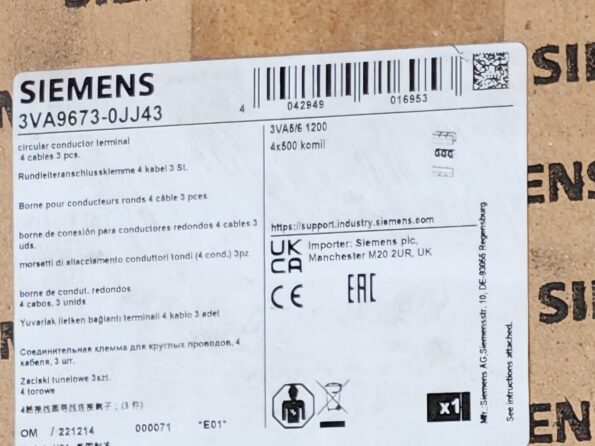 SIEMENS
3VA9673-0JJ43
4 042949 016953
circular conductor terminal
4 cables 3 pcs.
Rundleiteranschlussklemme 4 kabel 3 St.
Borne pour conducteurs ronds 4 câble 3 pces
borne de conexión para conductores redondos 4 cables 3
uds.
morsetti di allacciamento conduttori tondi (4 cond.) 3pz
borne de condut. redondos
4 cabos, 3 unids
Yuvarlak iletken bağlantı terminali 4 kablo 3 adet
Соединительная клемма для круглых проводов, 4
кабеля, 3 шт.
Zaciski tunelowe 3szt.
4 torowe
OM / 221214 000071 "E01"
3VA5/6 1200
4x500 kcmil
https://support.industry.siemens.com
UK
CA
Importer: Siemens plc,
Manchester M20 2UR, UK
CE
EAC
x1
Mfr.:Siemens AG,Siemensstr. 10, DE-93055 Regensburg
See instructions attached.
SI
ENS
SI
EN